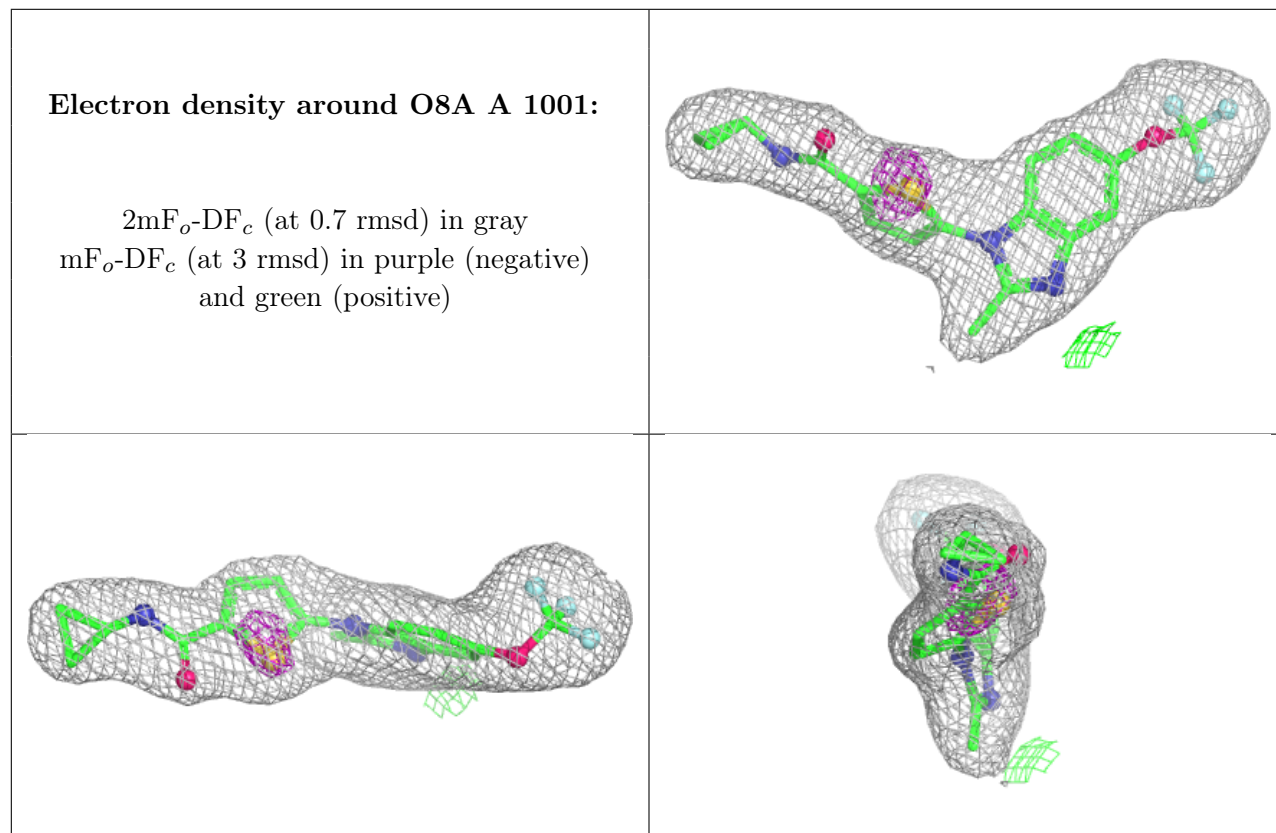 Electron density around O8A A 1001:
2mFₒ-DF𝒸 (at 0.7 rmsd) in gray
mFₒ-DF𝒸 (at 3 rmsd) in purple (negative)
and green (positive)